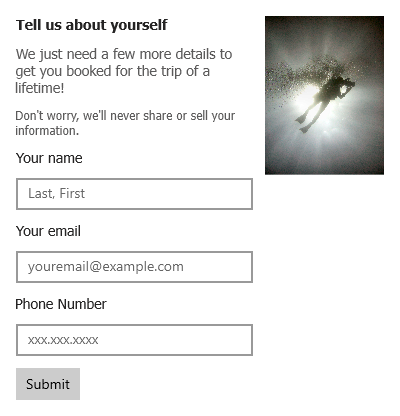 Tell us about yourself
We just need a few more details to
get you booked for the trip of a
lifetime!
Don't worry, we'll never share or sell your
information.
Your name
Last, First
Your email
youremail@example.com
Phone Number
xxx.xxx.xxxx
Submit